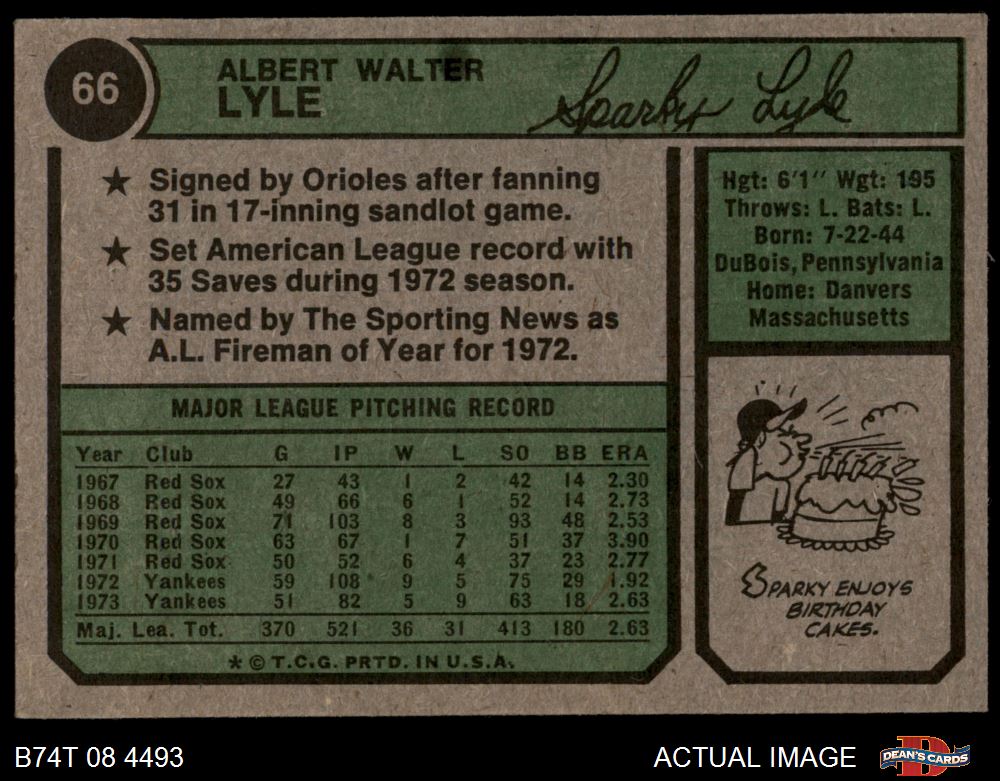 66
ALBERT WALTER
LYLE
Sparky Lyle
★ Signed by Orioles after fanning
31 in 17-inning sandlot game.
★ Set American League record with
35 Saves during 1972 season.
★ Named by The Sporting News as
A.L. Fireman of Year for 1972.
Hgt: 6'1" Wgt: 195
Throws: L. Bats: L.
Born: 7-22-44
DuBois, Pennsylvania
Home: Danvers
Massachusetts
MAJOR LEAGUE PITCHING RECORD
Year Club G IP W L SO BB ERA
1967 Red Sox 27 43 1 2 42 14 2.30
1968 Red Sox 49 66 6 1 52 14 2.73
1969 Red Sox 71 103 8 3 93 48 2.53
1970 Red Sox 63 67 1 7 51 37 3.90
1971 Red Sox 50 52 6 4 37 23 2.77
1972 Yankees 59 108 9 5 75 29 1.92
1973 Yankees 51 82 5 9 63 18 2.63
Maj. Lea. Tot. 370 521 36 31 413 180 2.63
* © T.C.G. PRTD. IN U.S.A.
SPARKY ENJOYS
BIRTHDAY
CAKES.
B74T 08 4493
ACTUAL IMAGE
DEAN'S CARDS